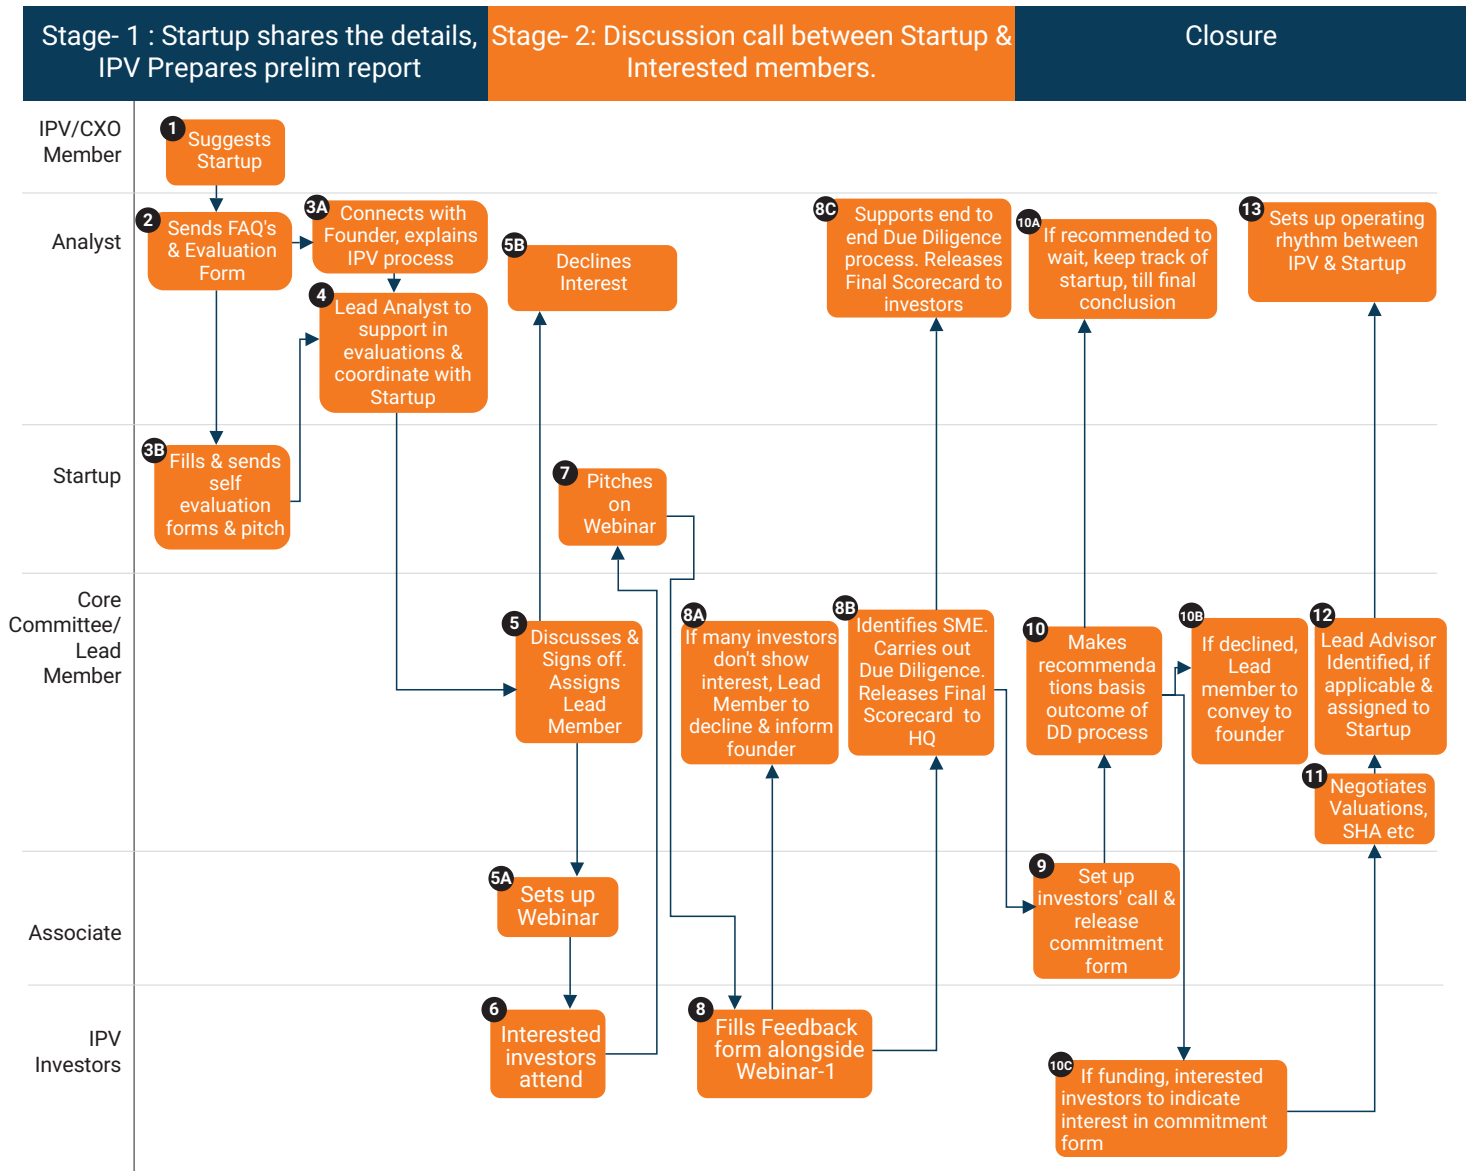 Stage- 1 : Startup shares the details,
IPV Prepares prelim report
Stage- 2: Discussion call between Startup &
Interested members.
Closure
IPV/CXO
Member
1
Suggests
Startup
Analyst
2
Sends FAQ's
& Evaluation
Form
3A
Connects with
Founder, explains
IPV process
4
Lead Analyst to
support in
evaluations &
coordinate with
Startup
5B
Declines
Interest
8C
Supports end to
end Due Diligence
process. Releases
Final Scorecard to
investors
10A
If recommended to
wait, keep track of
startup, till final
conclusion
13
Sets up operating
rhythm between
IPV & Startup
Startup
3B
Fills & sends
self
evaluation
forms & pitch
7
Pitches
on
Webinar
Core
Committee/
Lead
Member
5
Discusses &
Signs off.
Assigns
Lead
Member
8A
If many investors
don't show
interest, Lead
Member to
decline & inform
founder
8B
Identifies SME.
Carries out
Due Diligence.
Releases Final
Scorecard to
HQ
10
Makes
recommenda
tions basis
outcome of
DD process
10B
If declined,
Lead
member to
convey to
founder
12
Lead Advisor
Identified, if
applicable &
assigned to
Startup
11
Negotiates
Valuations,
SHA etc
Associate
5A
Sets up
Webinar
9
Set up
investors' call &
release
commitment
form
IPV
Investors
6
Interested
investors
attend
8
Fills Feedback
form alongside
Webinar-1
10C
If funding, interested
investors to indicate
interest in commitment
form